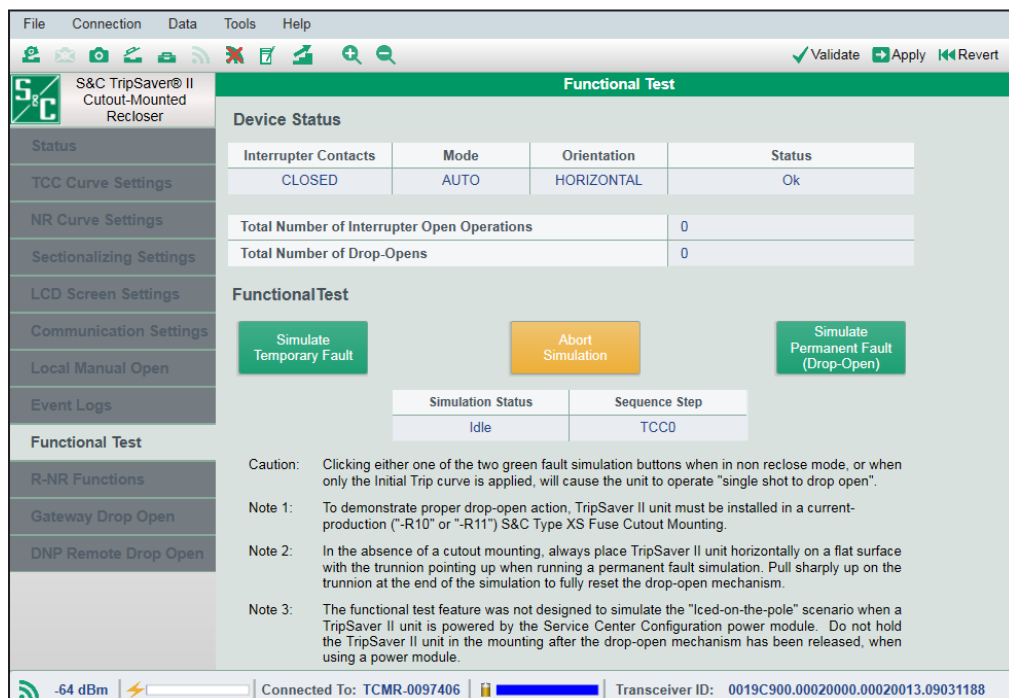 File Connection Data Tools Help
Validate Apply Revert
S&C
S&C TripSaver® II
Cutout-Mounted
Recloser
Functional Test
Status
TCC Curve Settings
NR Curve Settings
Sectionalizing Settings
LCD Screen Settings
Communication Settings
Local Manual Open
Event Logs
Functional Test
R-NR Functions
Gateway Drop Open
DNP Remote Drop Open
Device Status
Interrupter Contacts Mode Orientation Status
CLOSED AUTO HORIZONTAL Ok
Total Number of Interrupter Open Operations 0
Total Number of Drop-Opens 0
FunctionalTest
Simulate
Temporary Fault
Abort
Simulation
Simulate
Permanent Fault
(Drop-Open)
Simulation Status Sequence Step
Idle TCC0
Caution: Clicking either one of the two green fault simulation buttons when in non reclose mode, or when
only the Initial Trip curve is applied, will cause the unit to operate "single shot to drop open".
Note 1: To demonstrate proper drop-open action, TripSaver II unit must be installed in a current-
production ("-R10" or "-R11") S&C Type XS Fuse Cutout Mounting.
Note 2: In the absence of a cutout mounting, always place TripSaver II unit horizontally on a flat surface
with the trunnion pointing up when running a permanent fault simulation. Pull sharply up on the
trunnion at the end of the simulation to fully reset the drop-open mechanism.
Note 3: The functional test feature was not designed to simulate the "Iced-on-the-pole" scenario when a
TripSaver II unit is powered by the Service Center Configuration power module. Do not hold
the TripSaver II unit in the mounting after the drop-open mechanism has been released, when
using a power module.
-64 dBm Connected To: TCMR-0097406 Transceiver ID: 0019C900.00020000.00020013.09031188